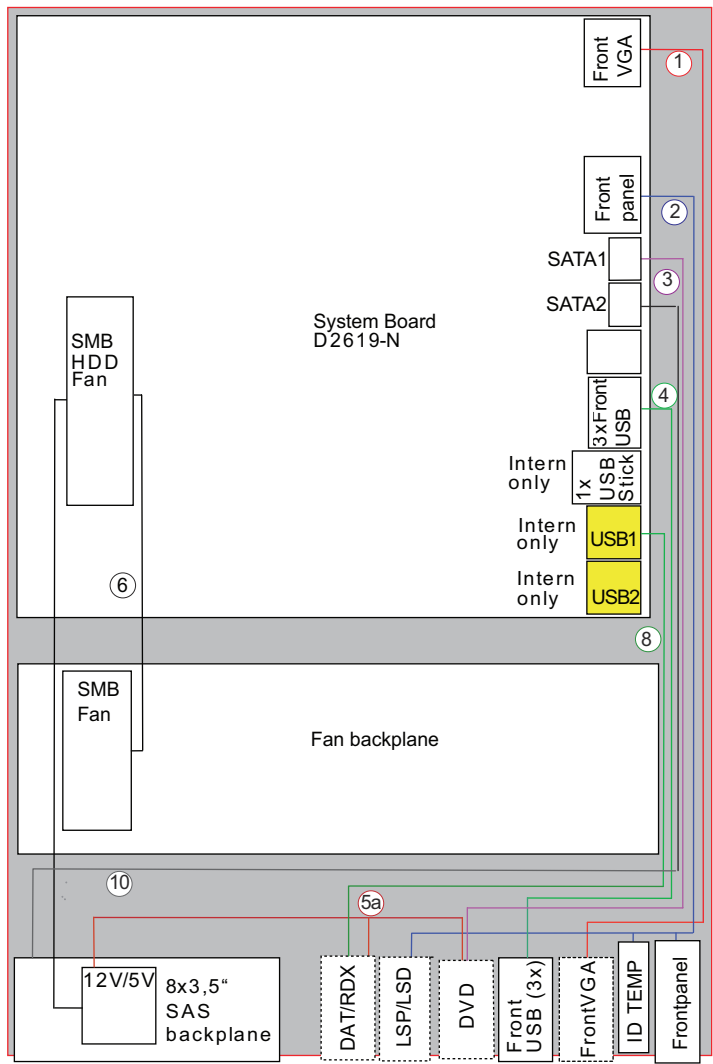 Front
VGA
1
Front
panel
2
SATA1
3
SATA2
System Board
D2619-N
SMB
HDD
Fan
3xFront
USB
4
Intern
only
1x
USB
Stick
Intern
only
USB1
Intern
only
USB2
6
8
SMB
Fan
Fan backplane
10
5a
12V/5V
8x3,5“
SAS
backplane
DAT/RDX
LSP/LSD
DVD
Front
USB (3x)
FrontVGA
ID TEMP
Frontpanel